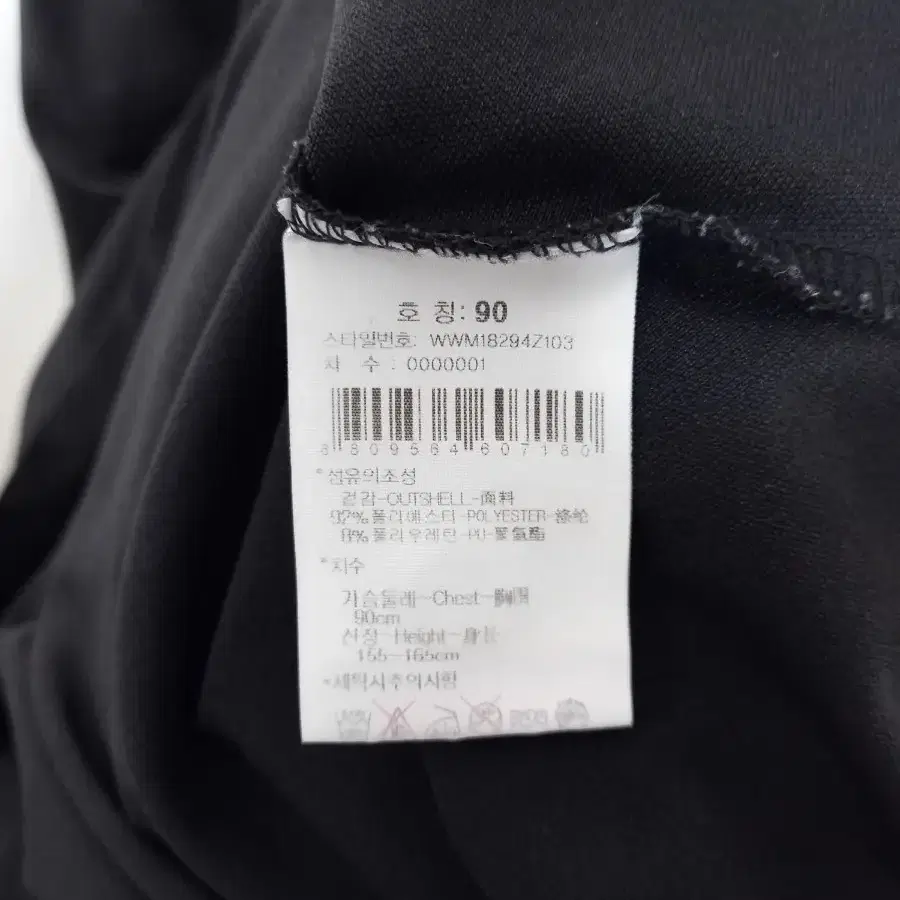 호 칭: 90
스타일번호: WWM18294Z103
차 수 : 0000001
8809564607180
*섬유의조성
겉감-OUTSHELL-面料
92%폴리에스터-POLYESTER-涤纶
8%폴리우레탄-PU-聚氨酯
*치수
가슴둘레-Chest-胸围
90cm
신장-Height-身长
155~165cm
*세탁시주의사항